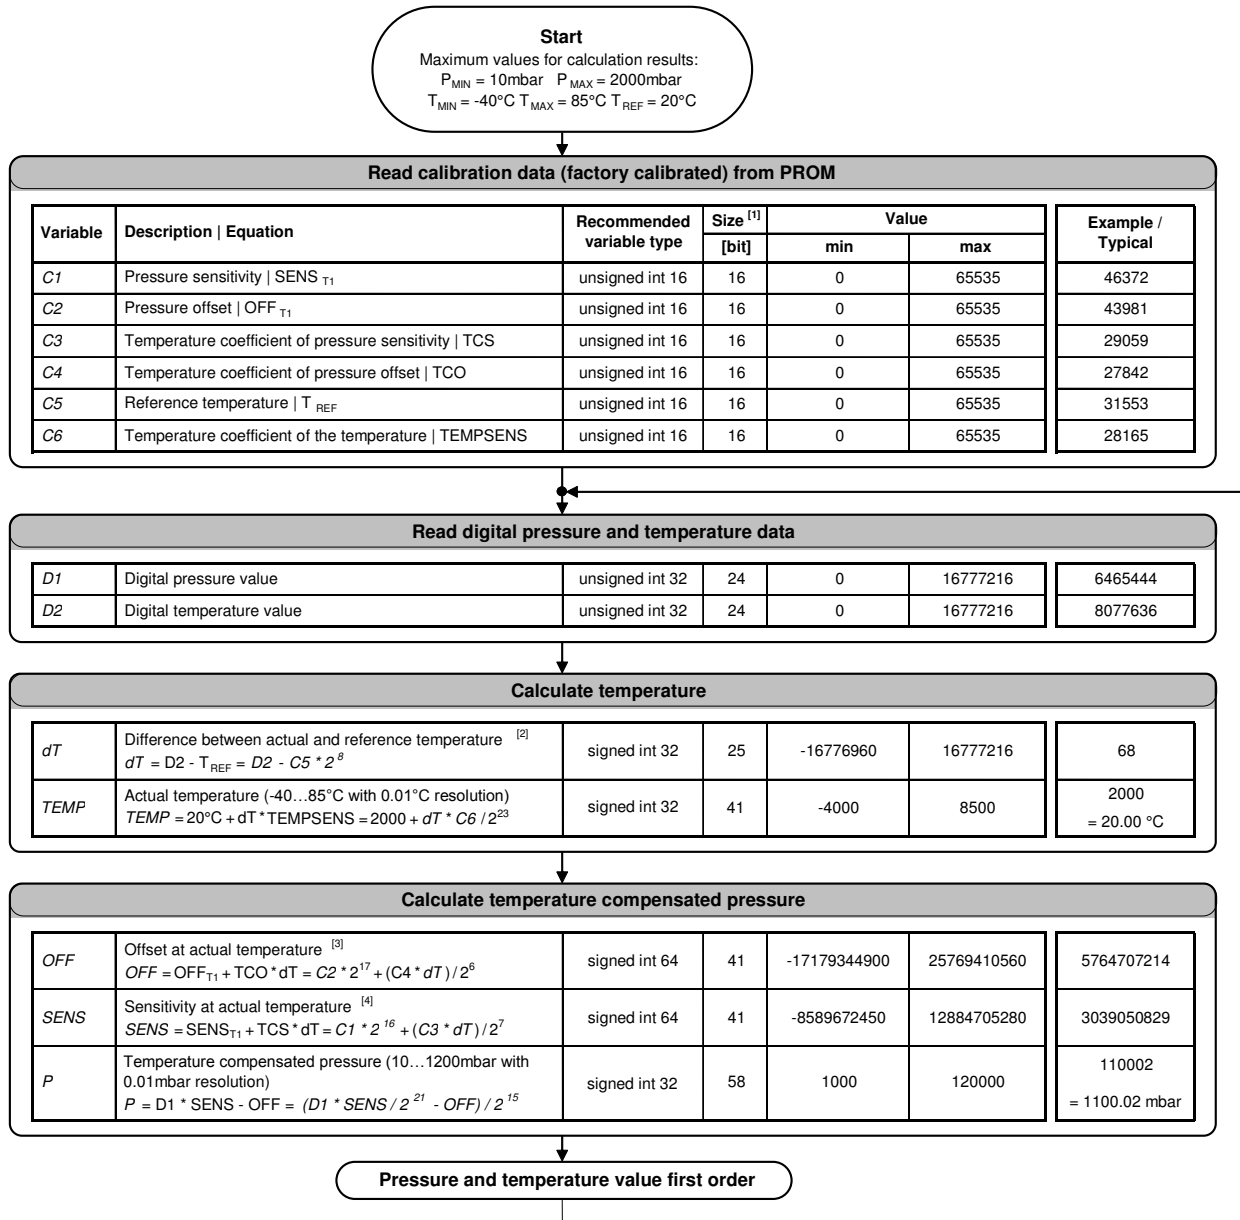 Start
Maximum values for calculation results:
P MIN = 10mbar P MAX = 2000mbar
T MIN = -40°C T MAX = 85°C T REF = 20°C
Read calibration data (factory calibrated) from PROM
Variable Description | Equation Recommended variable type Size [1] [bit] Value min max Example / Typical
C1 Pressure sensitivity | SENS T1 unsigned int 16 16 0 65535 46372
C2 Pressure offset | OFF T1 unsigned int 16 16 0 65535 43981
C3 Temperature coefficient of pressure sensitivity | TCS unsigned int 16 16 0 65535 29059
C4 Temperature coefficient of pressure offset | TCO unsigned int 16 16 0 65535 27842
C5 Reference temperature | T REF unsigned int 16 16 0 65535 31553
C6 Temperature coefficient of the temperature | TEMPSENS unsigned int 16 16 0 65535 28165
Read digital pressure and temperature data
D1 Digital pressure value unsigned int 32 24 0 16777216 6465444
D2 Digital temperature value unsigned int 32 24 0 16777216 8077636
Calculate temperature
Difference between actual and reference temperature [2]
dT dT = D2 - T REF = D2 - C5 * 2^8 signed int 32 25 -16776960 16777216 68
Actual temperature (-40…85°C with 0.01°C resolution) 2000
TEMP TEMP = 20°C + dT * TEMPSENS = 2000 + dT * C6 / 2^23 signed int 32 41 -4000 8500 = 20.00 °C
Calculate temperature compensated pressure
Offset at actual temperature [3]
OFF OFF = OFF T1 + TCO * dT = C2 * 2^17 + (C4 * dT) / 2^6 signed int 64 41 -17179344900 25769410560 5764707214
Sensitivity at actual temperature [4]
SENS SENS = SENS T1 + TCS * dT = C1 * 2^16 + (C3 * dT) / 2^7 signed int 64 41 -8589672450 12884705280 3039050829
Temperature compensated pressure (10…1200mbar with
0.01mbar resolution) 110002
P P = D1 * SENS - OFF = (D1 * SENS / 2^21 - OFF) / 2^15 signed int 32 58 1000 120000 = 1100.02 mbar
Pressure and temperature value first order